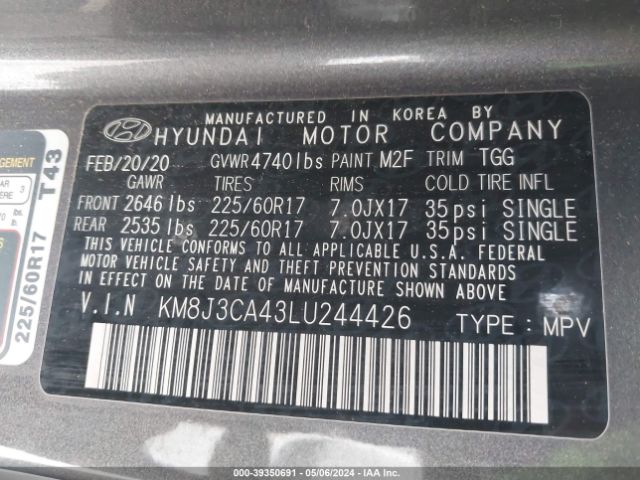 MANUFACTURED IN KOREA BY
HYUNDAI MOTOR COMPANY
FEB/20/20 GVWR 4740 lbs PAINT M2F TRIM TGG
GAWR TIRES RIMS COLD TIRE INFL
FRONT 2646 lbs 225/60R17 7.0JX17 35psi SINGLE
REAR 2535 lbs 225/60R17 7.0JX17 35psi SINGLE
THIS VEHICLE CONFORMS TO ALL APPLICABLE U.S.A. FEDERAL
MOTOR VEHICLE SAFETY AND THEFT PREVENTION STANDARDS
IN EFFECT ON THE DATE OF MANUFACTURE SHOWN ABOVE
V.I.N KM8J3CA43LU244426 TYPE : MPV
T43
225/60R17
3
lbs.
000-39350691 - 05/06/2024 - IAA Inc.